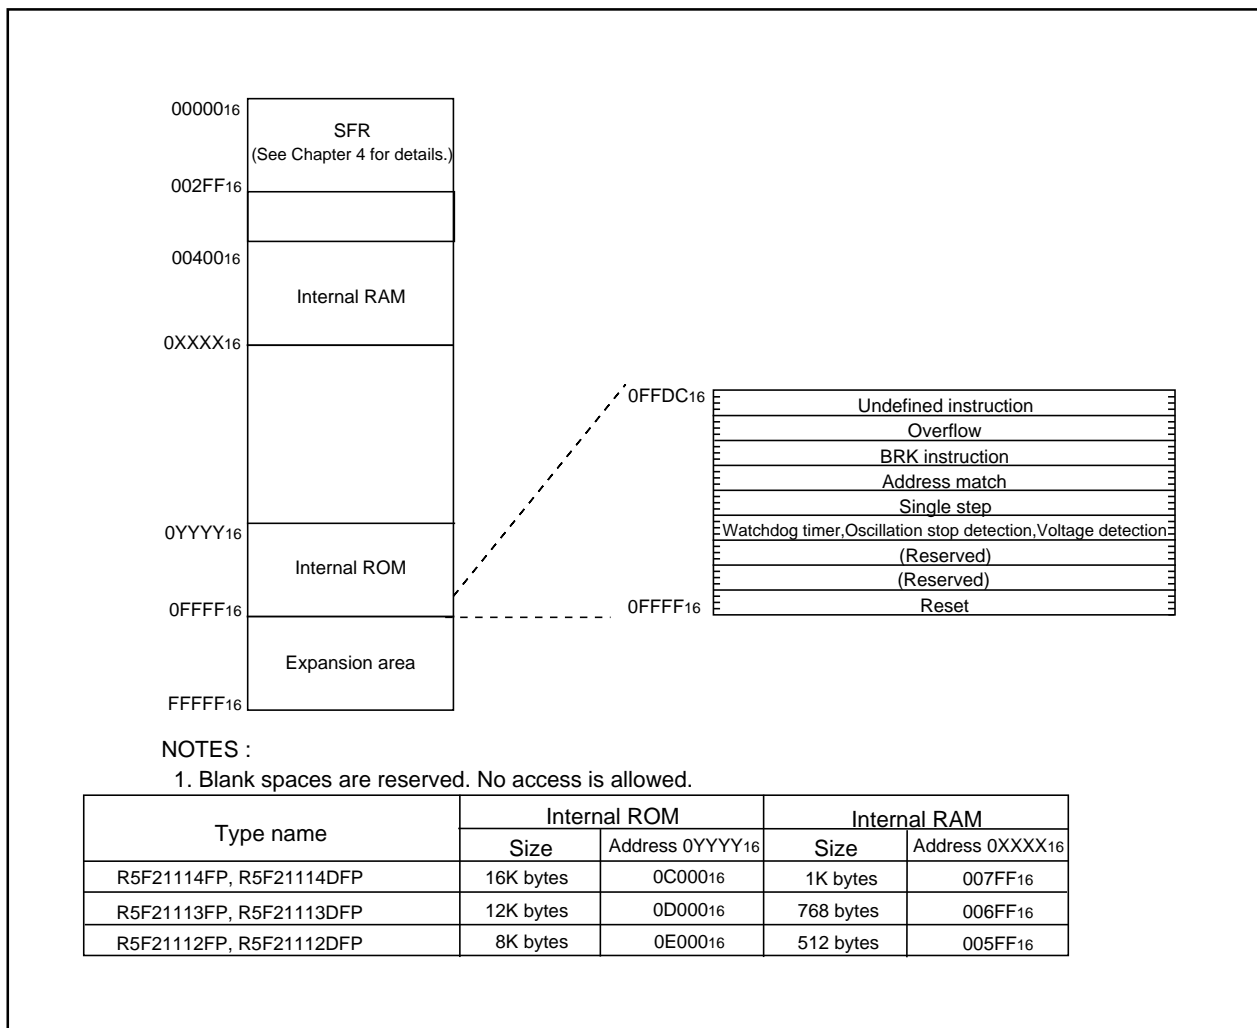 0000016
SFR
(See Chapter 4 for details.)
002FF16
0040016
Internal RAM
0XXXX16
0YYYY16
Internal ROM
0FFFF16
Expansion area
FFFFF16
0FFDC16
Undefined instruction
Overflow
BRK instruction
Address match
Single step
Watchdog timer,Oscillation stop detection,Voltage detection
(Reserved)
(Reserved)
0FFFF16 Reset
NOTES :
1. Blank spaces are reserved. No access is allowed.
Type name Internal ROM Internal RAM
Size Address 0YYYY16 Size Address 0XXXX16
R5F21114FP, R5F21114DFP 16K bytes 0C00016 1K bytes 007FF16
R5F21113FP, R5F21113DFP 12K bytes 0D00016 768 bytes 006FF16
R5F21112FP, R5F21112DFP 8K bytes 0E00016 512 bytes 005FF16